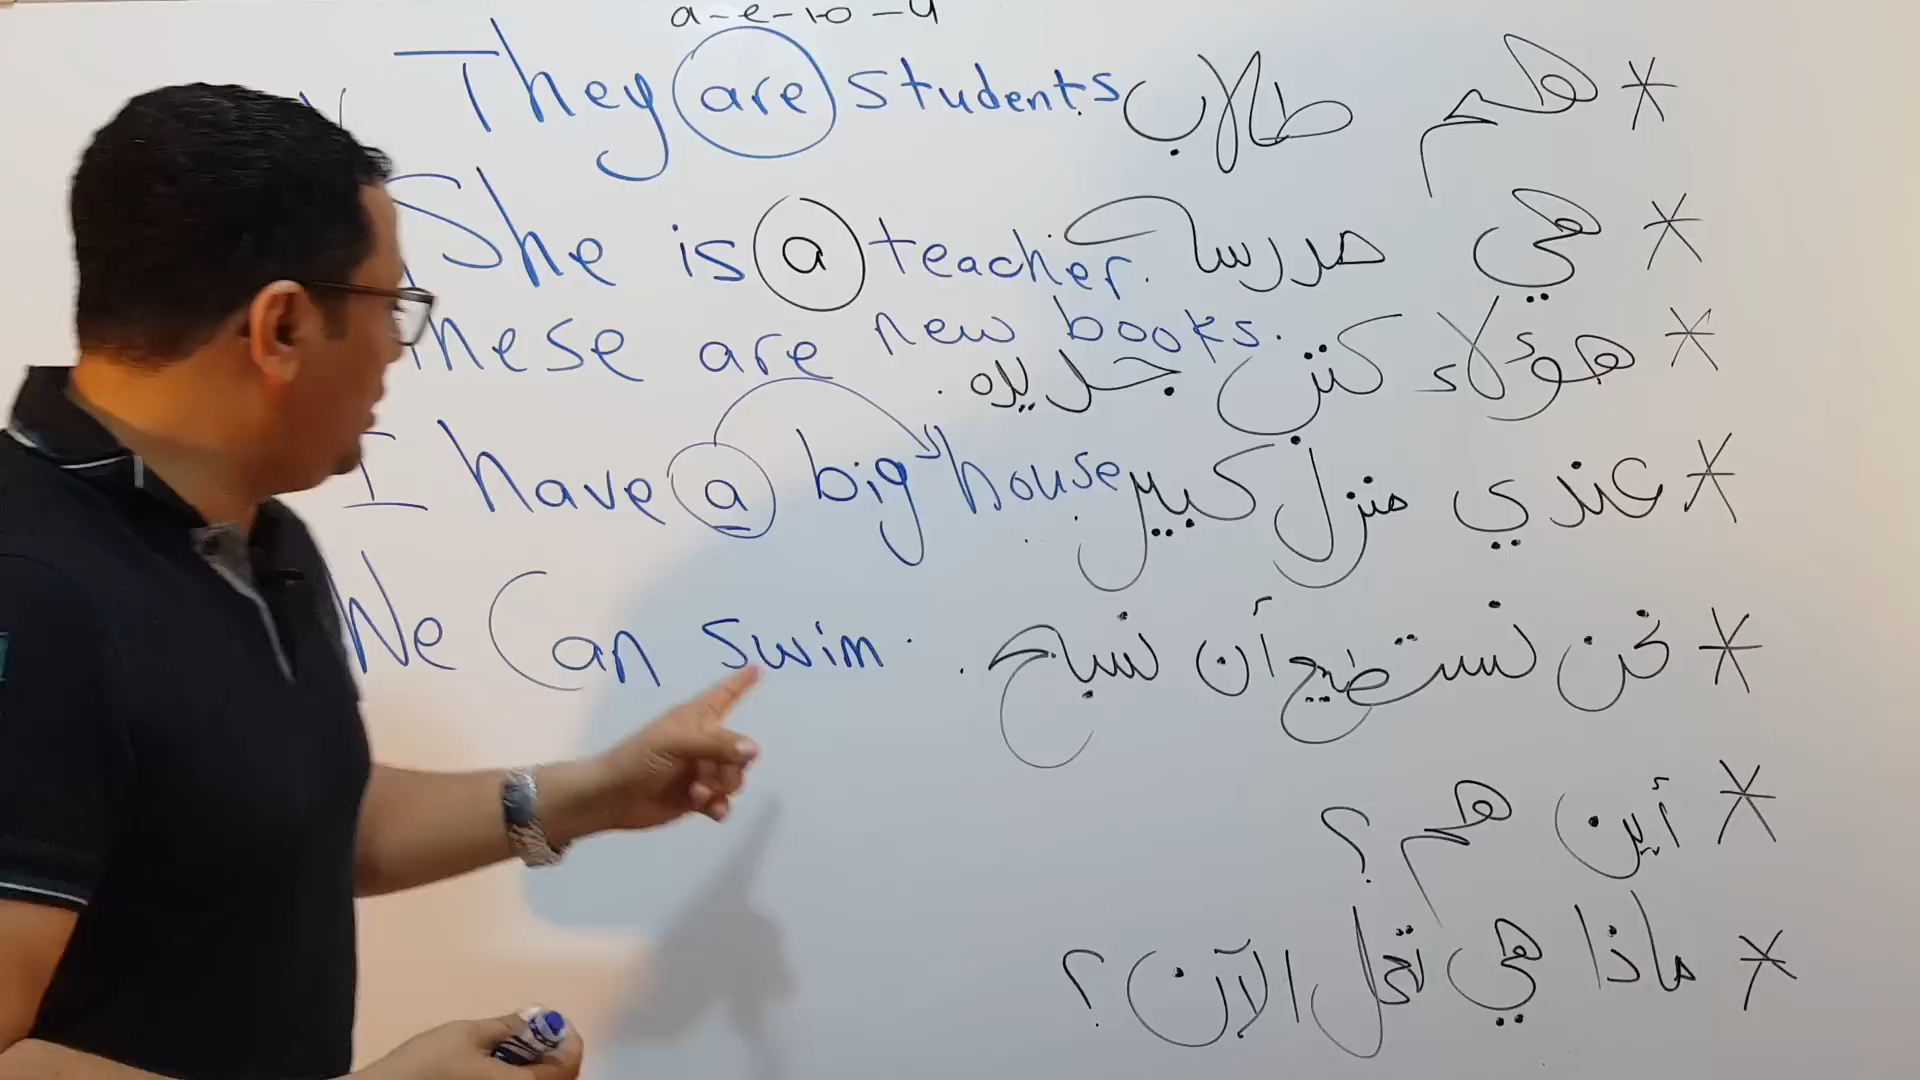 a-e-i-o-u
They are students * هم طلاب
She is a teacher. * هي مدرسة
These are new books. * هؤلاء كتب
جديده.
I have a big house. * عندي منزل كبير
We Can swim. * نحن نستطيع أن نسبح.
* أين هم؟
* ماذا هي تفعل الآن؟